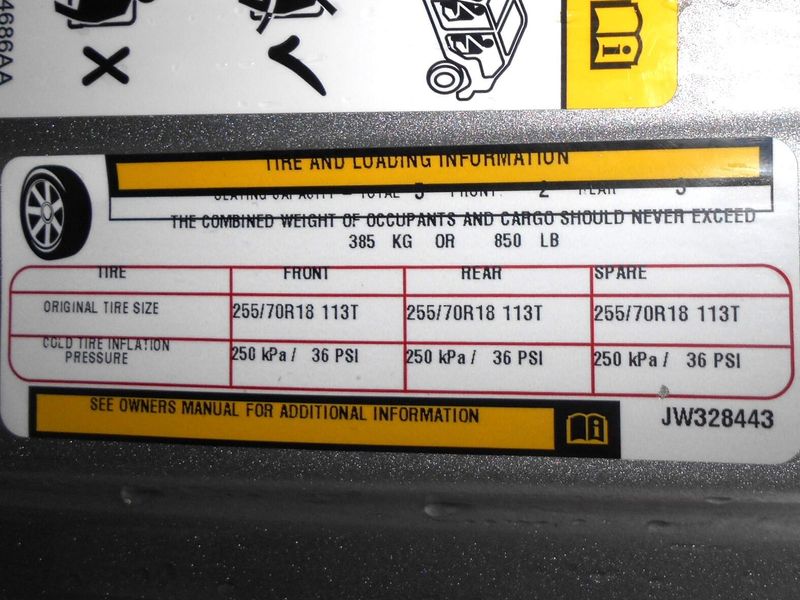 4686AA
TIRE AND LOADING INFORMATION
SEATING CAPACITY - TOTAL 5 FRONT: 2 REAR 3
THE COMBINED WEIGHT OF OCCUPANTS AND CARGO SHOULD NEVER EXCEED
385 KG OR 850 LB
TIRE FRONT REAR SPARE
ORIGINAL TIRE SIZE 255/70R18 113T 255/70R18 113T 255/70R18 113T
COLD TIRE INFLATION
PRESSURE 250 kPa / 36 PSI 250 kPa / 36 PSI 250 kPa / 36 PSI
SEE OWNERS MANUAL FOR ADDITIONAL INFORMATION
JW328443